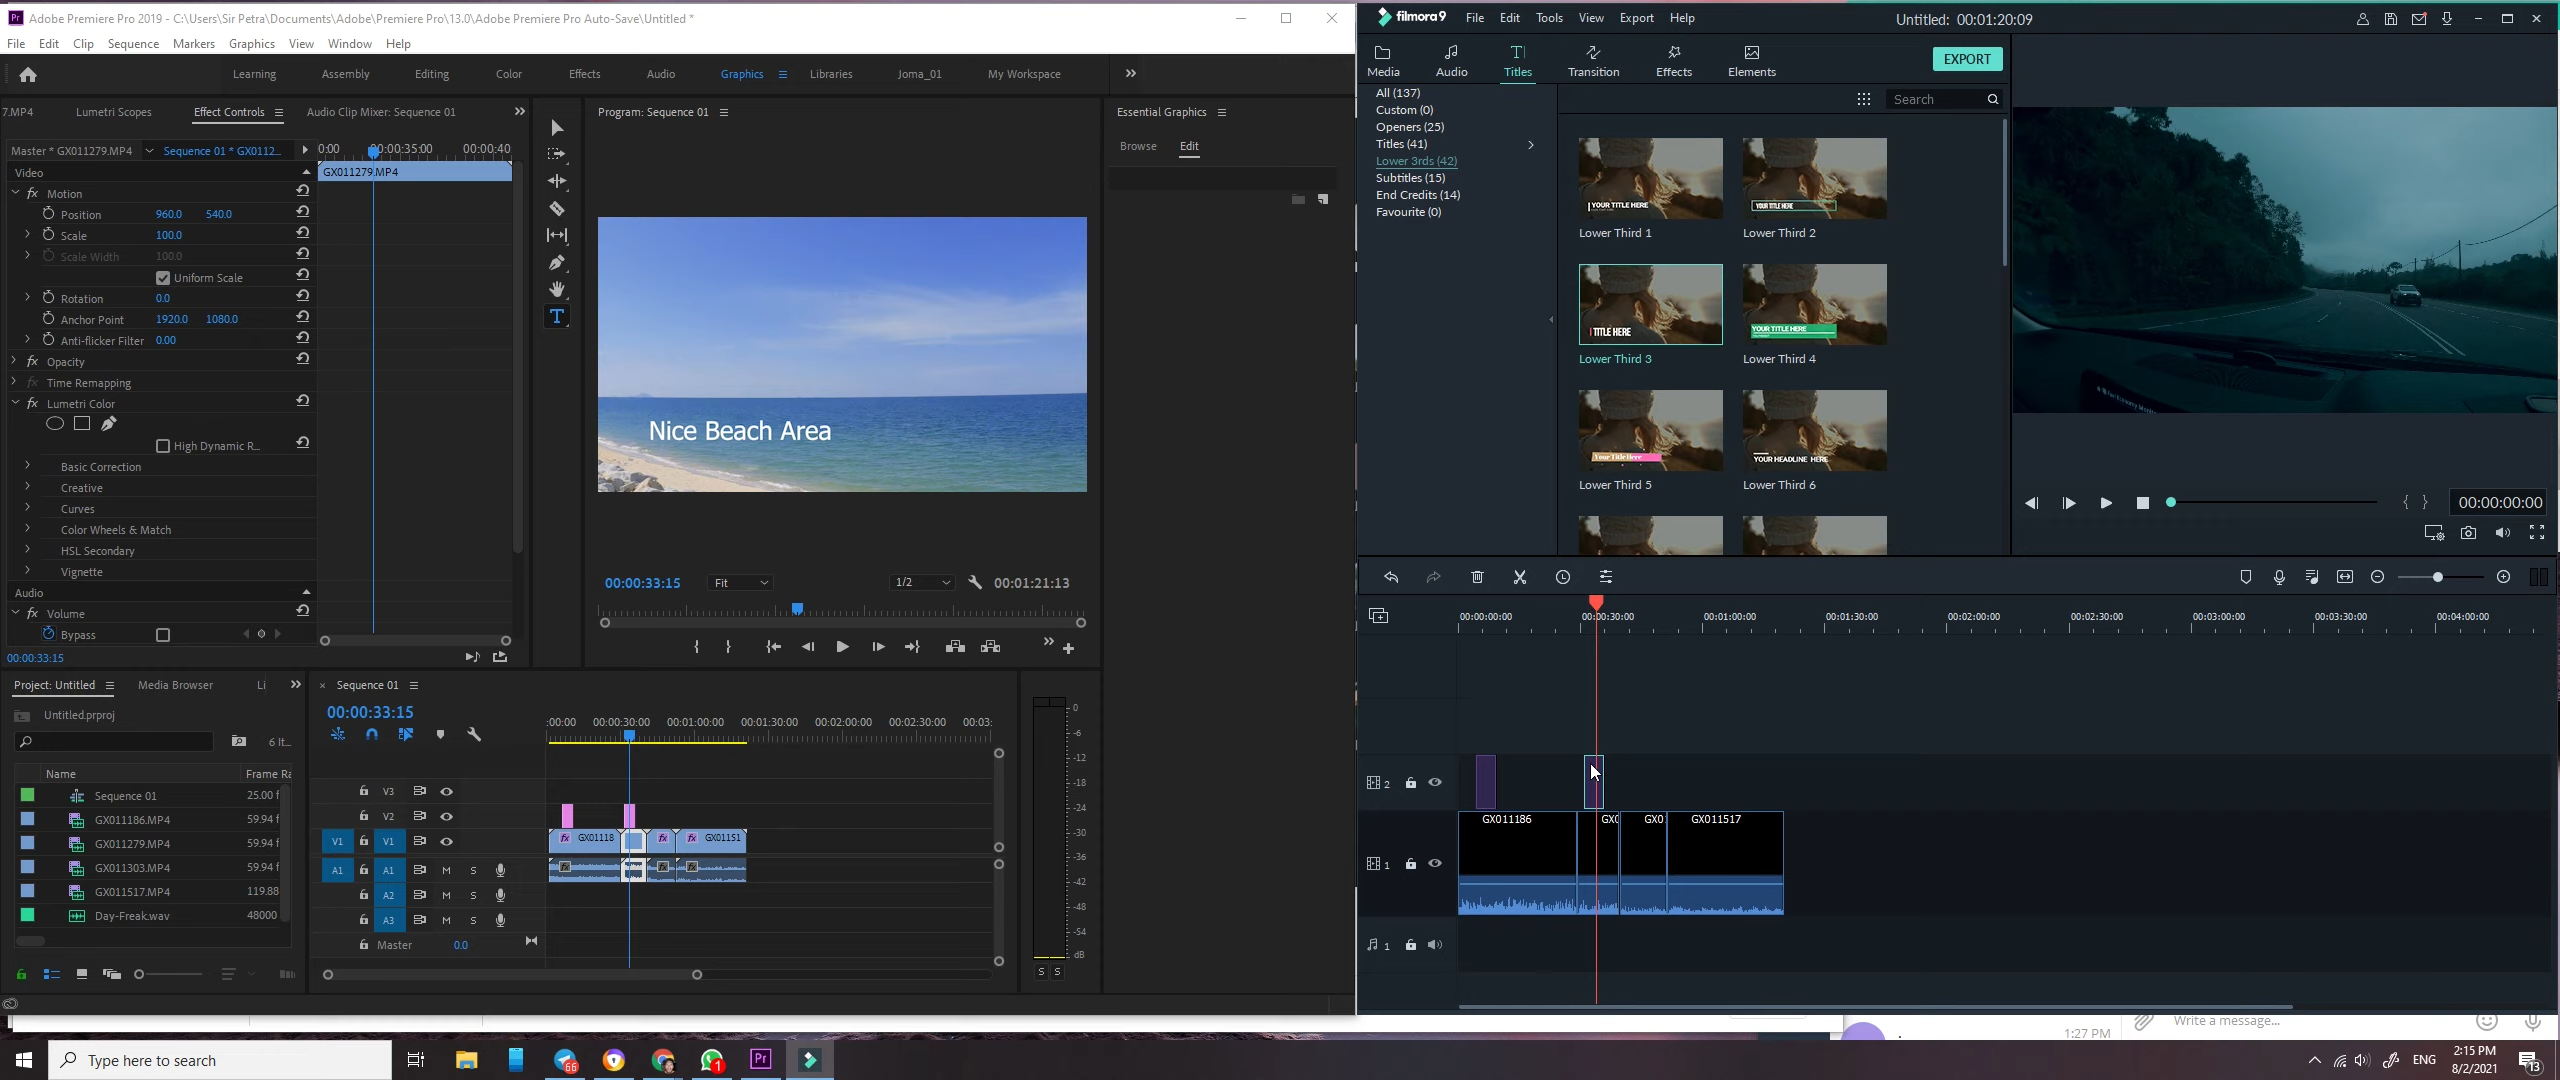 Adobe Premiere Pro 2019 - C:\Users\Sir Petra\Documents\Adobe\Premiere Pro\13.0\Adobe Premiere Pro Auto-Save\Untitled *
File Edit Clip Sequence Markers Graphics View Window Help
Learning Assembly Editing Color Effects Audio Graphics Libraries Joma_01 My Workspace
7.MP4 Lumetri Scopes Effect Controls Audio Clip Mixer: Sequence 01
Master * GX011279.MP4 Sequence 01 * GX0112...
0:00 00:00:35:00 00:00:40
Video
GX011279.MP4
fx Motion
Position 960.0 540.0
Scale 100.0
Scale Width 100.0
Uniform Scale
Rotation 0.0
Anchor Point 1920.0 1080.0
Anti-flicker Filter 0.00
fx Opacity
fx Time Remapping
fx Lumetri Color
High Dynamic R...
Basic Correction
Creative
Curves
Color Wheels & Match
HSL Secondary
Vignette
Audio
fx Volume
Bypass
00:00:33:15
Program: Sequence 01
Nice Beach Area
00:00:33:15 Fit 1/2 00:01:21:13
Essential Graphics
Browse Edit
Project: Untitled Media Browser Li
Untitled.prproj
6 It...
Name Frame Ra
Sequence 01 25.00 f
GX011186.MP4 59.94 f
GX011279.MP4 59.94 f
GX011303.MP4 59.94 f
GX011517.MP4 119.88
Day-Freak.wav 48000
× Sequence 01
00:00:33:15
:00:00 00:00:30:00 00:01:00:00 00:01:30:00 00:02:00:00 00:02:30:00 00:03:
V3
V2
V1 V1 fx GX01118 fx fx GX01151
A1 A1 M S
A2 M S
A3 M S
Master 0.0
0
-6
-12
-18
-24
-30
-36
-42
-48
-54
dB
S S
filmora9 File Edit Tools View Export Help Untitled: 00:01:20:09
Media Audio Titles Transition Effects Elements EXPORT
All (137)
Custom (0)
Openers (25)
Titles (41)
Lower 3rds (42)
Subtitles (15)
End Credits (14)
Favourite (0)
Search
YOUR TITLE HERE YOUR TITLE HERE
Lower Third 1 Lower Third 2
TITLE HERE YOUR TITLE HERE
Lower Third 3 Lower Third 4
Your Title Here YOUR HEADLINE HERE
Lower Third 5 Lower Third 6
{ } 00:00:00:00
00:00:00:00 00:00:30:00 00:01:00:00 00:01:30:00 00:02:00:00 00:02:30:00 00:03:00:00 00:03:30:00 00:04:00:00
2
GX011186 GX0 GX01 GX011517
1
1
1:27 PM Write a message...
Type here to search
66 1 Pr ENG 2:15 PM
8/2/2021 13